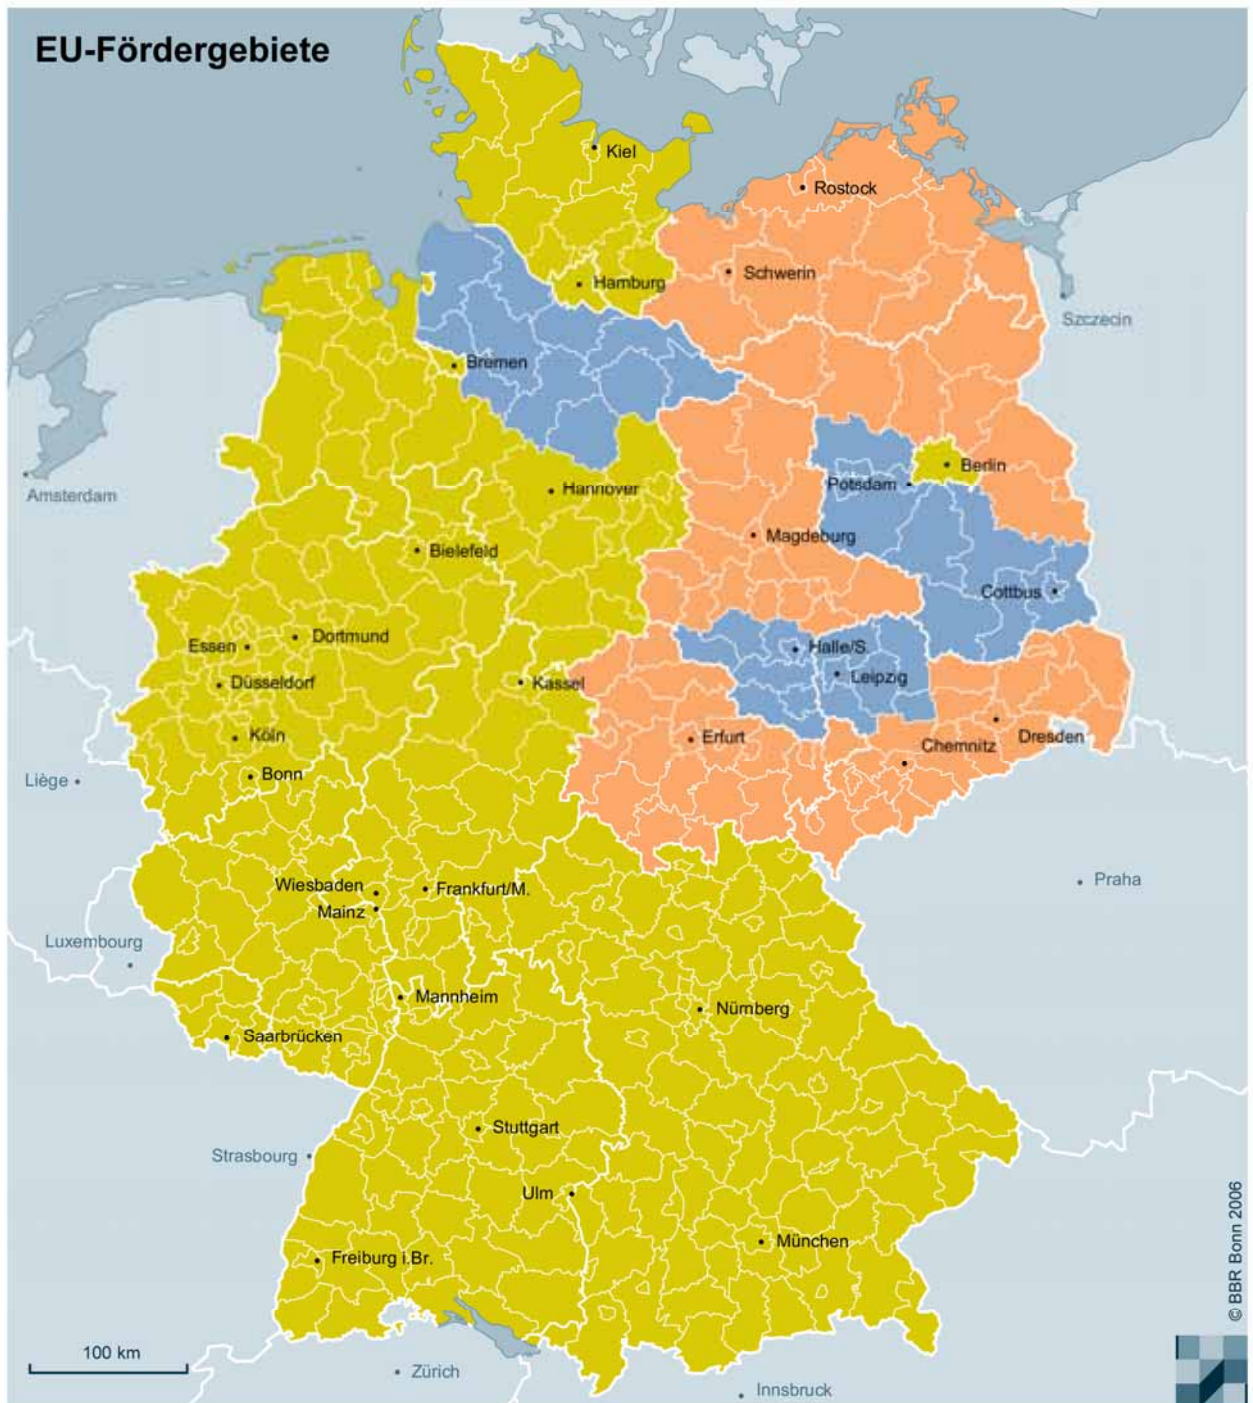 EU-Fördergebiete
Kiel
Rostock
Schwerin
Hamburg
Szczecin
Bremen
Berlin
Potsdam
Amsterdam
Hannover
Magdeburg
Bielefeld
Cottbus
Essen
Dortmund
Halle/S.
Leipzig
Düsseldorf
Kassel
Köln
Erfurt
Chemnitz
Dresden
Bonn
Liège
Wiesbaden
Frankfurt/M.
Praha
Mainz
Luxembourg
Mannheim
Nürnberg
Saarbrücken
Stuttgart
Strasbourg
Ulm
München
Freiburg i.Br.
© BBR Bonn 2006
100 km
Zürich
Innsbruck